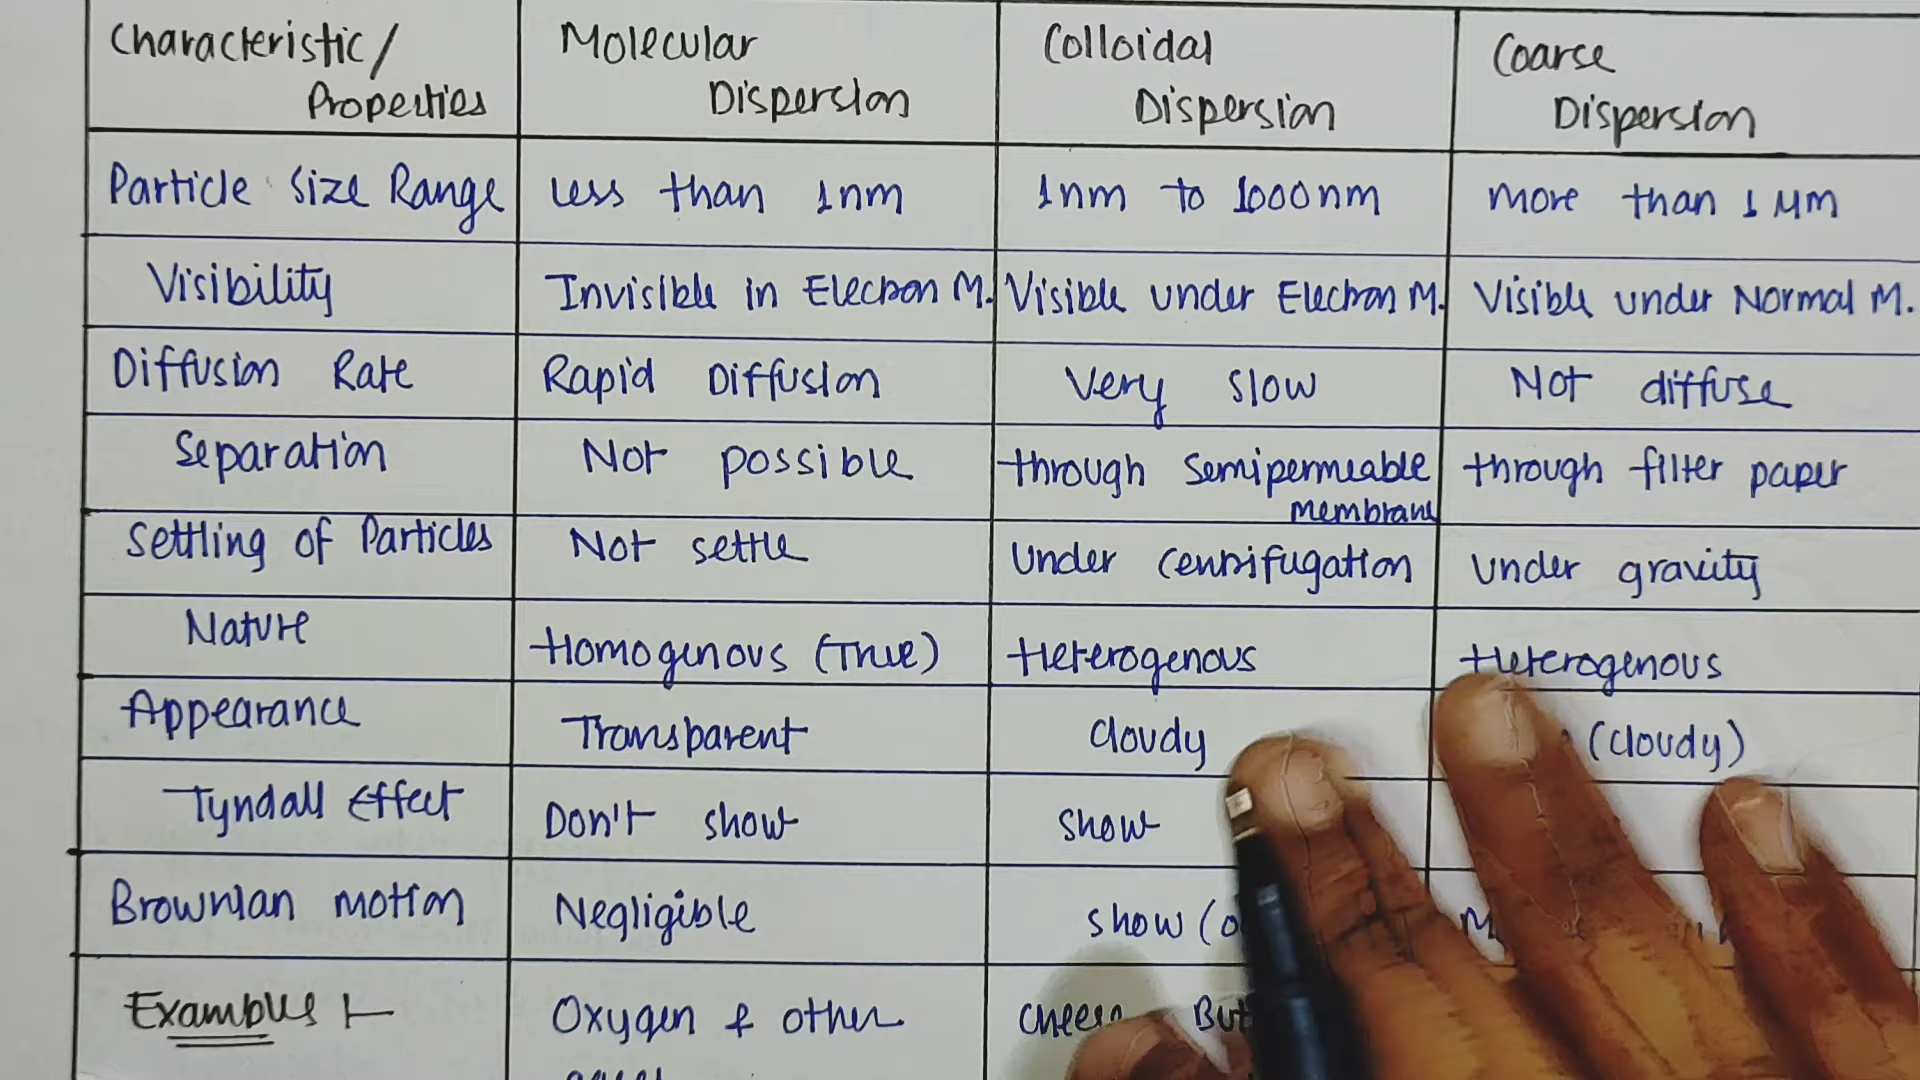 Characteristic/ Properties
Molecular Dispersion
Colloidal Dispersion
Coarse Dispersion
Particle Size Range
Less than 1nm
1nm to 1000nm
more than 1 μm
Visibility
Invisible in Electron M.
Visible under Electron M.
Visible under Normal M.
Diffusion Rate
Rapid Diffusion
Very slow
Not diffuse
Separation
Not possible
through semipermeable membrane
through filter paper
Settling of Particles
Not settle
Under centrifugation
Under gravity
Nature
Homogenous (True)
Heterogenous
Heterogenous
Appearance
Transparent
Cloudy
(cloudy)
Tyndall Effect
Don't show
show
Brownian motion
Negligible
show
Examples :-
Oxygen & other
cheese